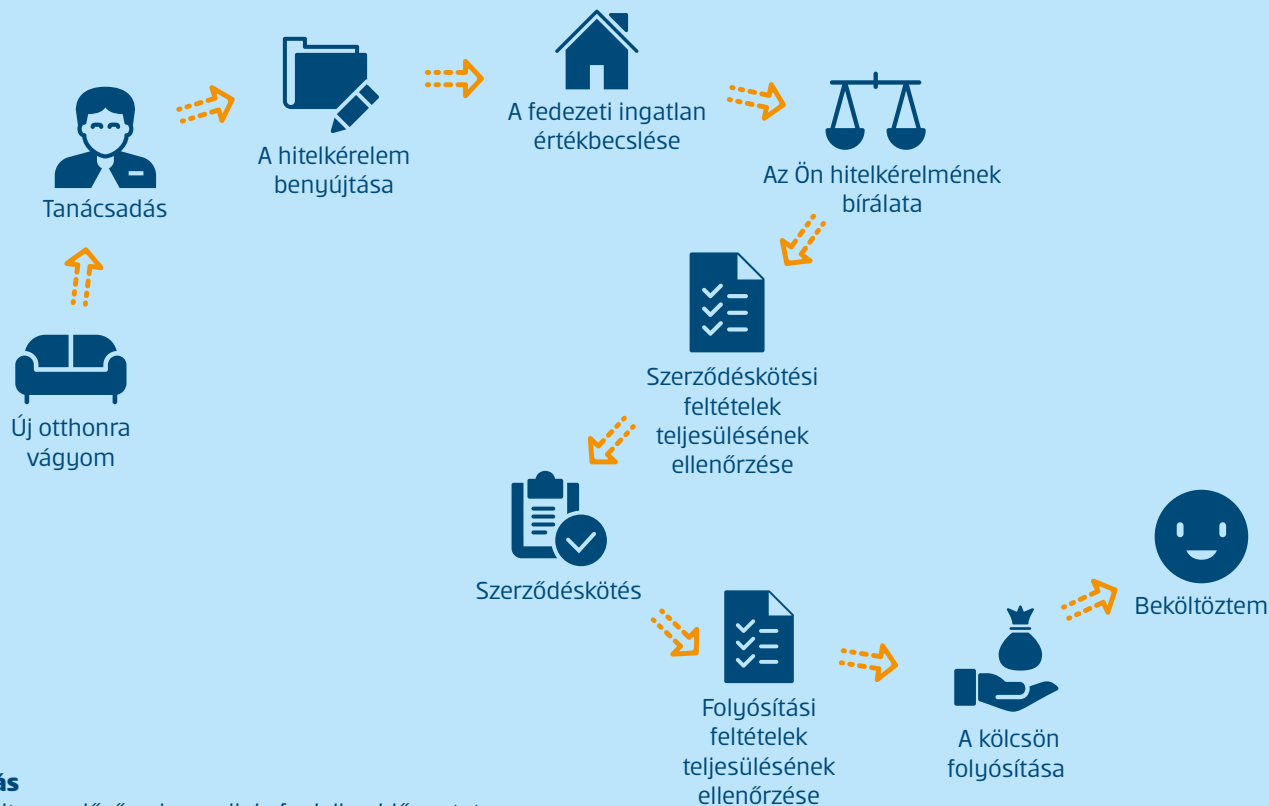 Új otthonra
vágyom
Tanácsadás
A hitelkérelem
benyújtása
A fedezeti ingatlan
értékbecslése
Az Ön hitelkérelmének
bírálata
Szerződéskötési
feltételek
teljesülésének
ellenőrzése
Szerződéskötés
Folyósítási
feltételek
teljesülésének
ellenőrzése
A kölcsön
folyósítása
Beköltöztem
ás